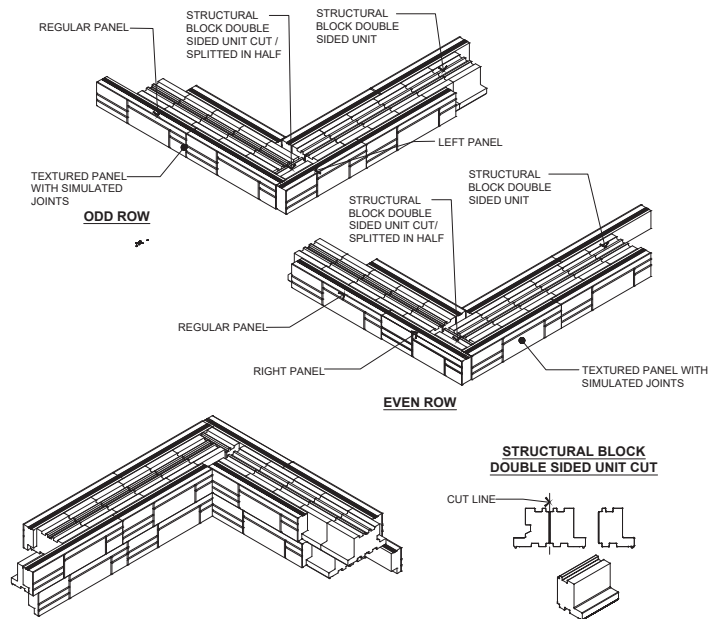 REGULAR PANEL
STRUCTURAL
BLOCK DOUBLE
SIDED UNIT CUT /
SPLITTED IN HALF
STRUCTURAL
BLOCK DOUBLE
SIDED UNIT
LEFT PANEL
TEXTURED PANEL
WITH SIMULATED
JOINTS
ODD ROW
STRUCTURAL
BLOCK DOUBLE
SIDED UNIT CUT/
SPLITTED IN HALF
STRUCTURAL
BLOCK DOUBLE
SIDED UNIT
REGULAR PANEL
RIGHT PANEL
TEXTURED PANEL WITH
SIMULATED JOINTS
EVEN ROW
STRUCTURAL BLOCK
DOUBLE SIDED UNIT CUT
CUT LINE